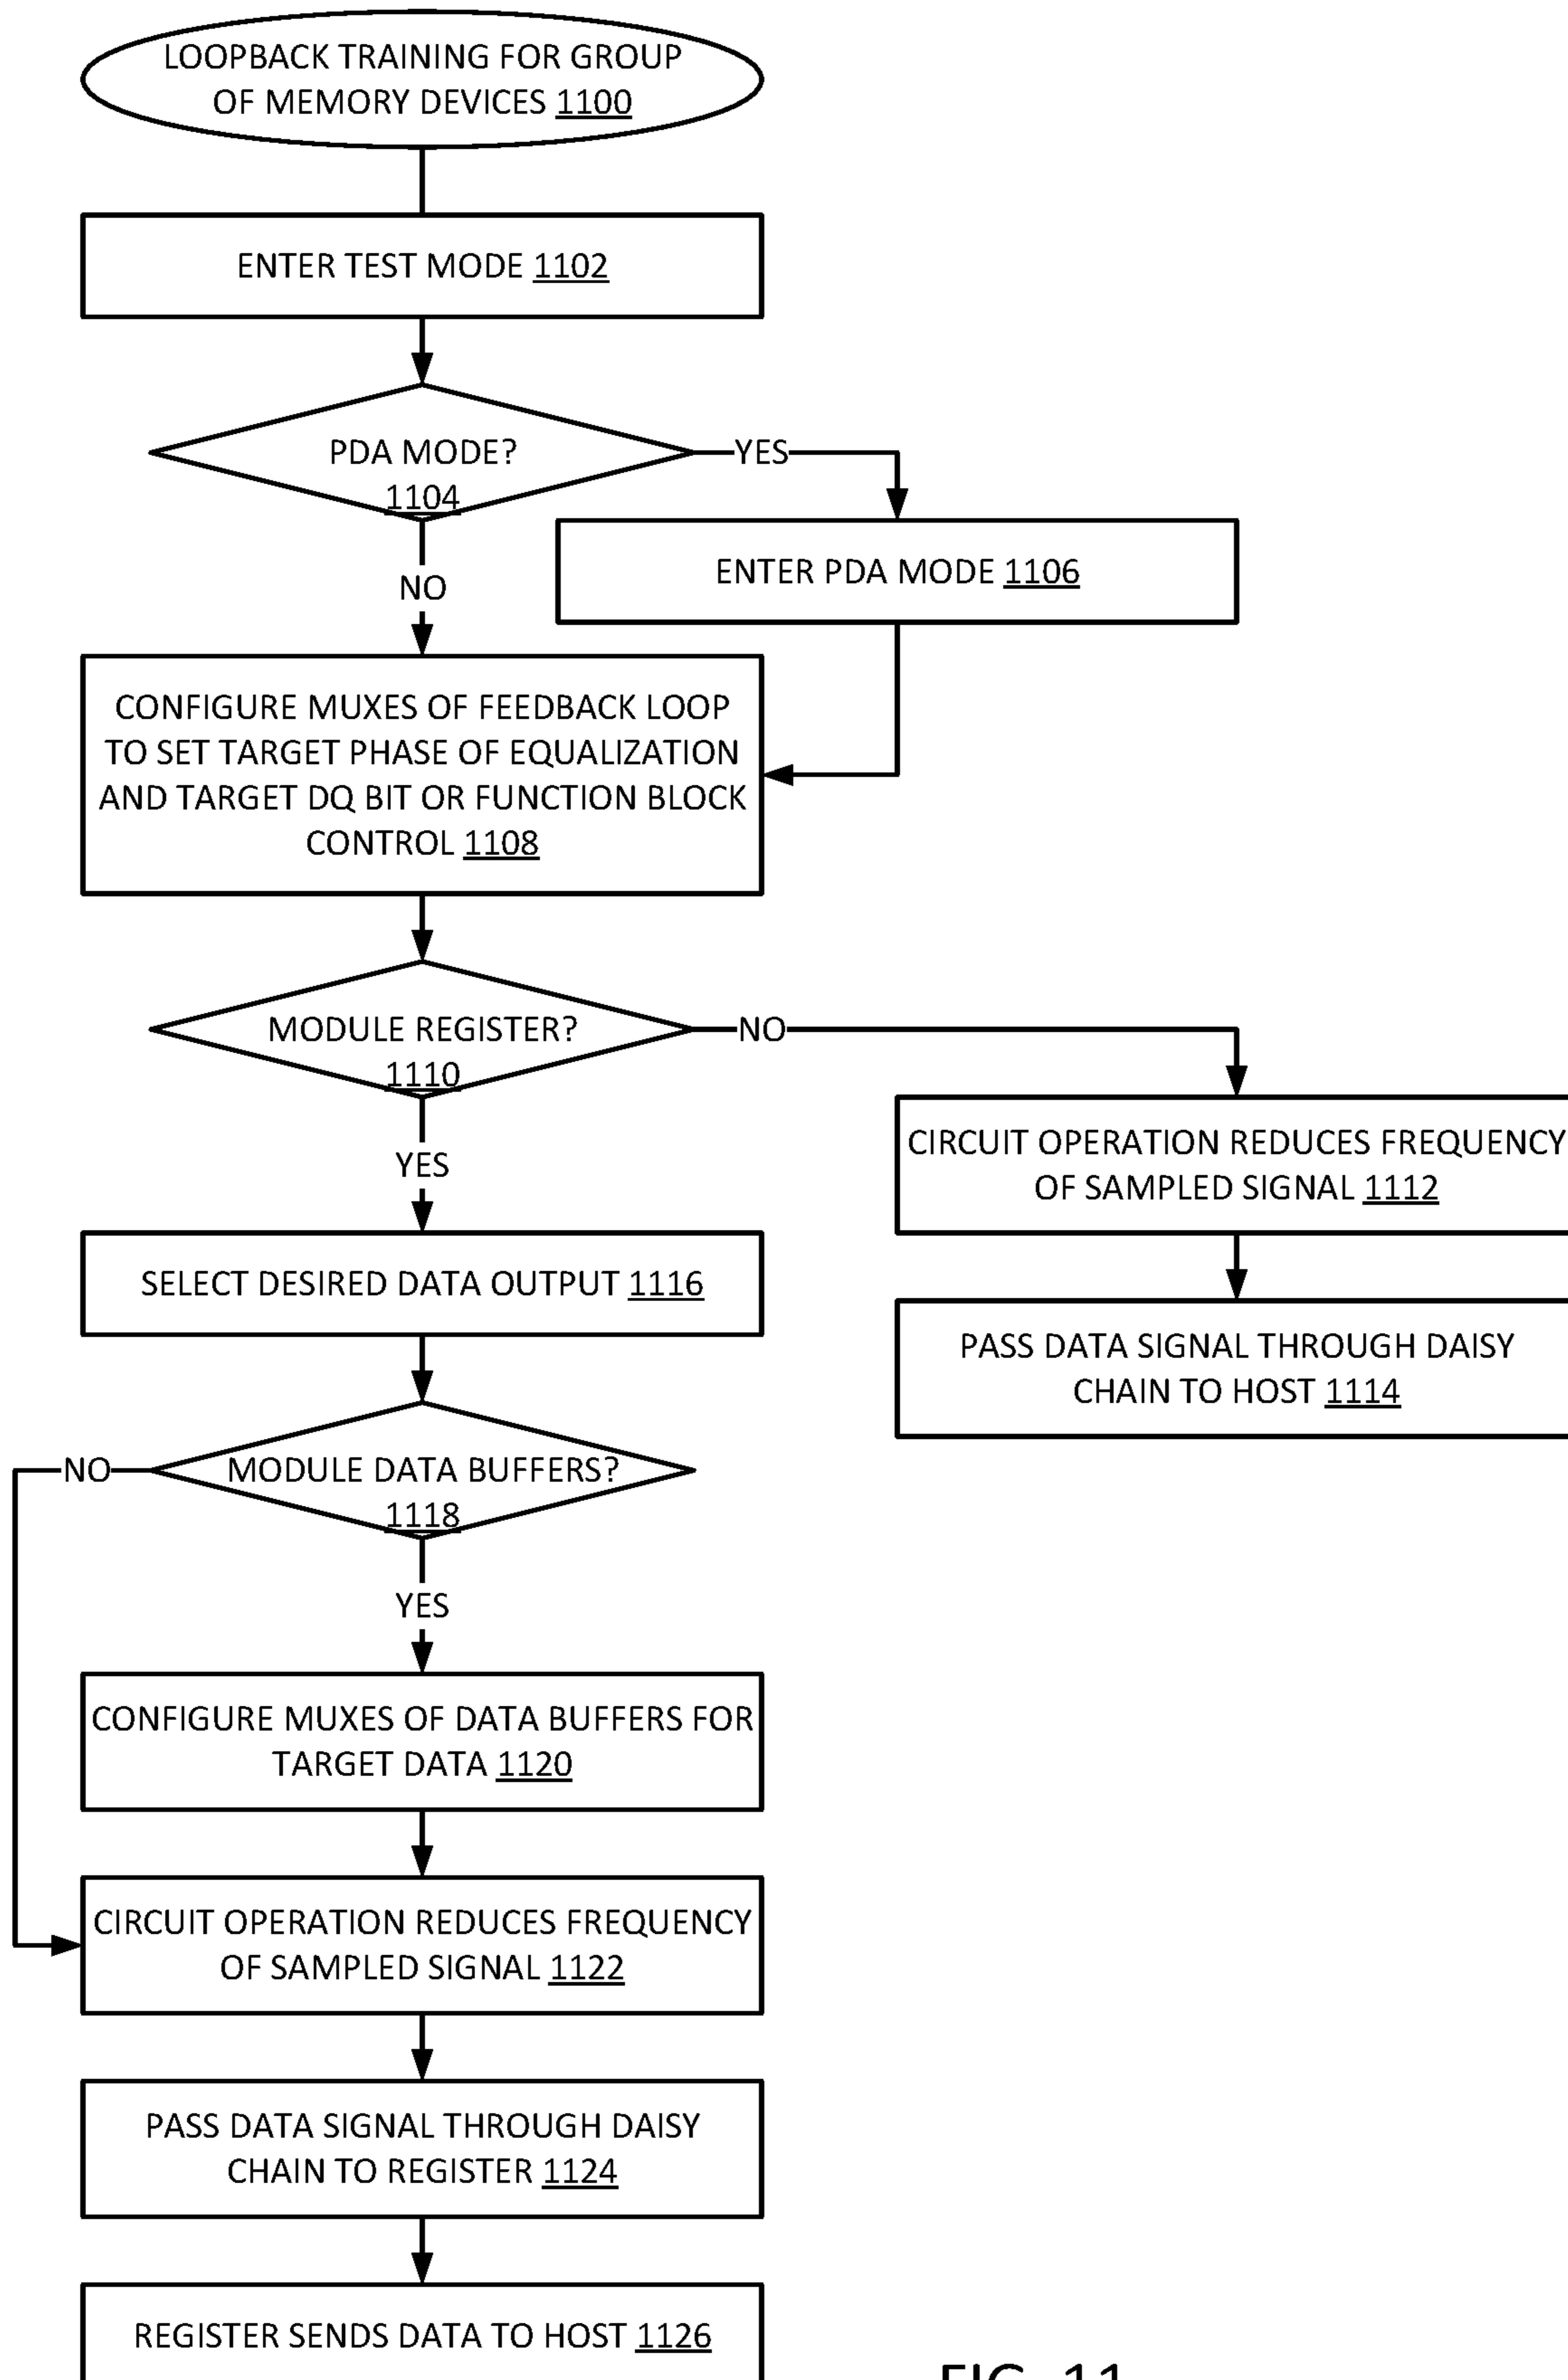 LOOPBACK TRAINING FOR GROUP
OF MEMORY DEVICES 1100
ENTER TEST MODE 1102
PDA MODE?
1104
YES
NO
ENTER PDA MODE 1106
CONFIGURE MUXES OF FEEDBACK LOOP
TO SET TARGET PHASE OF EQUALIZATION
AND TARGET DQ BIT OR FUNCTION BLOCK
CONTROL 1108
MODULE REGISTER?
1110
NO
YES
CIRCUIT OPERATION REDUCES FREQUENCY
OF SAMPLED SIGNAL 1112
PASS DATA SIGNAL THROUGH DAISY
CHAIN TO HOST 1114
SELECT DESIRED DATA OUTPUT 1116
MODULE DATA BUFFERS?
1118
NO
YES
CONFIGURE MUXES OF DATA BUFFERS FOR
TARGET DATA 1120
CIRCUIT OPERATION REDUCES FREQUENCY
OF SAMPLED SIGNAL 1122
PASS DATA SIGNAL THROUGH DAISY
CHAIN TO REGISTER 1124
REGISTER SENDS DATA TO HOST 1126
FIG. 11